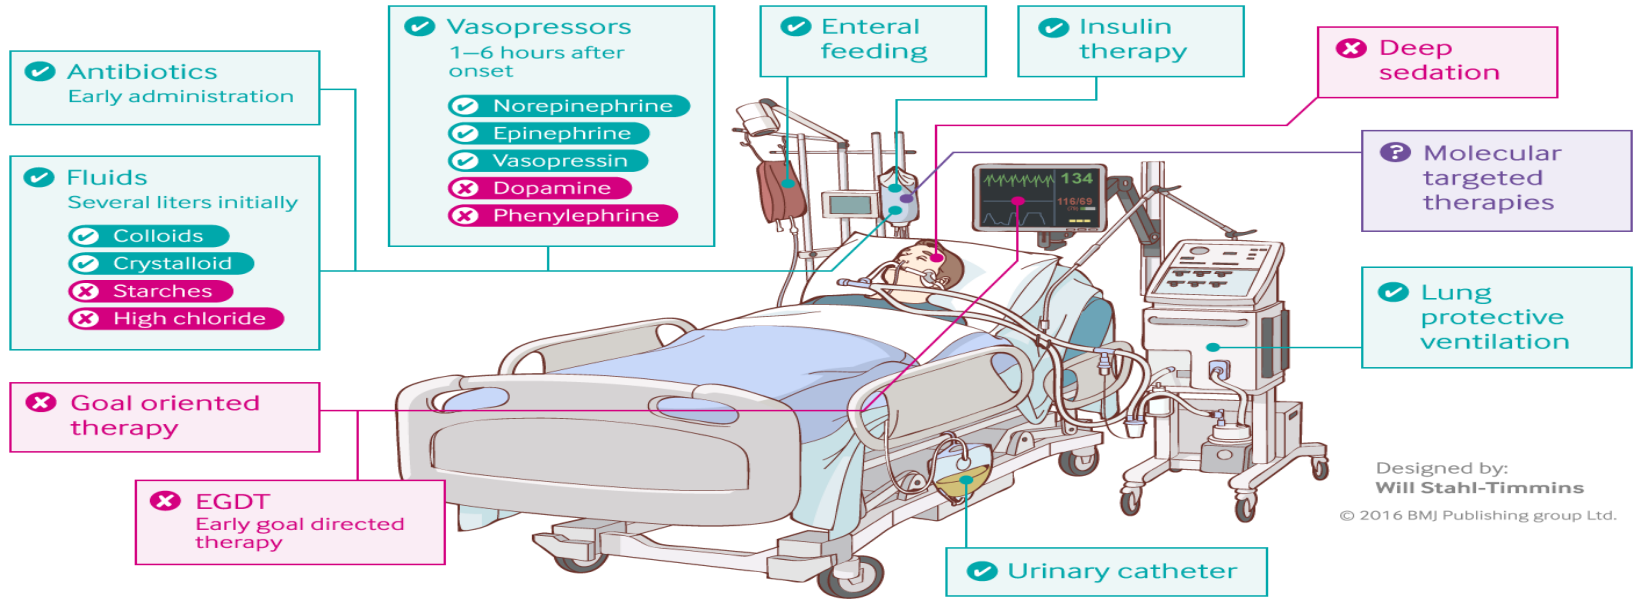 Antibiotics
Early administration
Fluids
Several liters initially
Colloids
Crystalloid
Starches
High chloride
Goal oriented
therapy
EGDT
Early goal directed
therapy
Vasopressors
1–6 hours after
onset
Norepinephrine
Epinephrine
Vasopressin
Dopamine
Phenylephrine
Enteral
feeding
Insulin
therapy
Deep
sedation
? Molecular
targeted
therapies
134
116/69
Lung
protective
ventilation
Urinary catheter
Designed by:
Will Stahl-Timmins
© 2016 BMJ Publishing group Ltd.